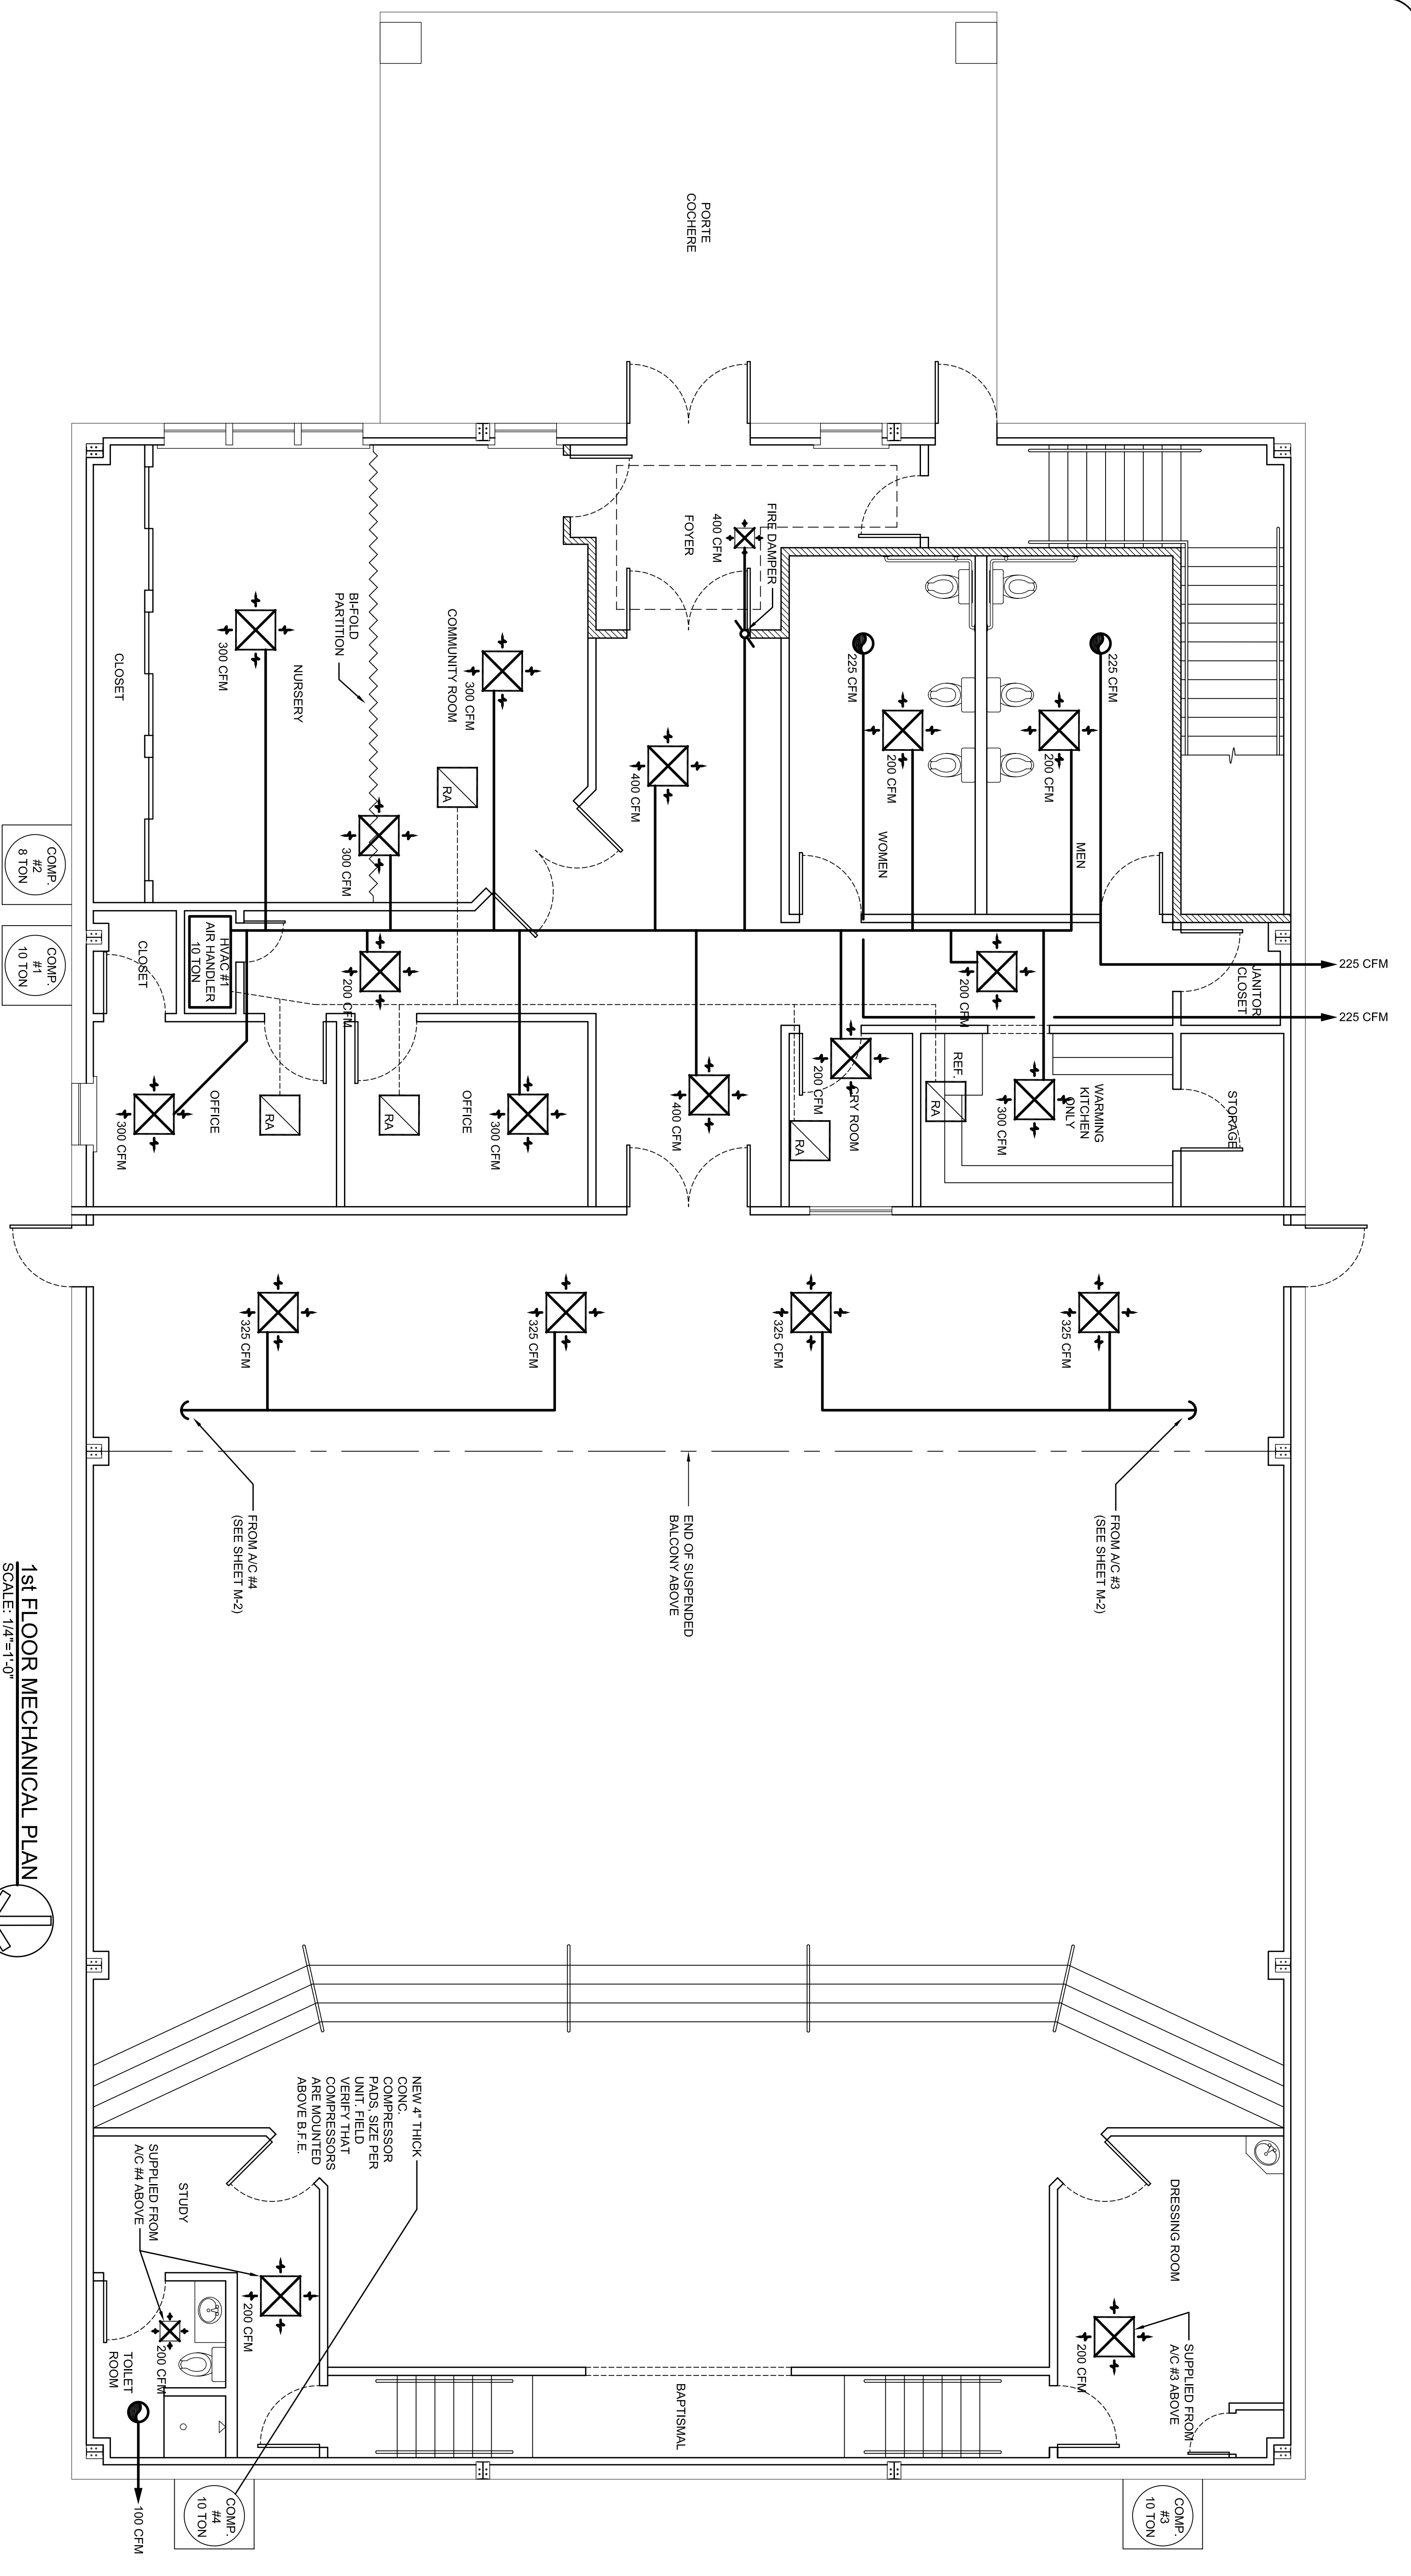 PORTE
COCHERE
FIRE DAMPER
400 CFM
FOYER
225 CFM
225 CFM
BI-FOLD
PARTITION
COMMUNITY ROOM
300 CFM
NURSERY
300 CFM
CLOSET
400 CFM
200 CFM
200 CFM
MEN
WOMEN
RA
300 CFM
COMP.
#2
8 TON
COMP.
#1
10 TON
CLOSET
HVAC #1
AIR HANDLER
10 TON
200 CFM
200 CFM
JANITOR
CLOSET
225 CFM
225 CFM
STORAGE
WARMING
KITCHEN
ONLY
REF.
RA
300 CFM
CRY ROOM
200 CFM
RA
400 CFM
OFFICE
300 CFM
RA
RA
OFFICE
300 CFM
325 CFM
325 CFM
325 CFM
325 CFM
FROM A/C #3
(SEE SHEET M-2)
END OF SUSPENDED
BALCONY ABOVE
FROM A/C #4
(SEE SHEET M-2)
1st FLOOR MECHANICAL PLAN
SCALE: 1/4"=1'-0"
NEW 4" THICK
CONC.
COMPRESSOR
PADS, SIZE PER
UNIT. FIELD
VERIFY THAT
COMPRESSORS
ARE MOUNTED
ABOVE B.F.E.
STUDY
SUPPLIED FROM
A/C #4 ABOVE
200 CFM
200 CFM
TOILET
ROOM
100 CFM
DRESSING ROOM
SUPPLIED FROM
A/C #3 ABOVE
200 CFM
BAPTISMAL
COMP.
#3
10 TON
COMP.
#4
10 TON